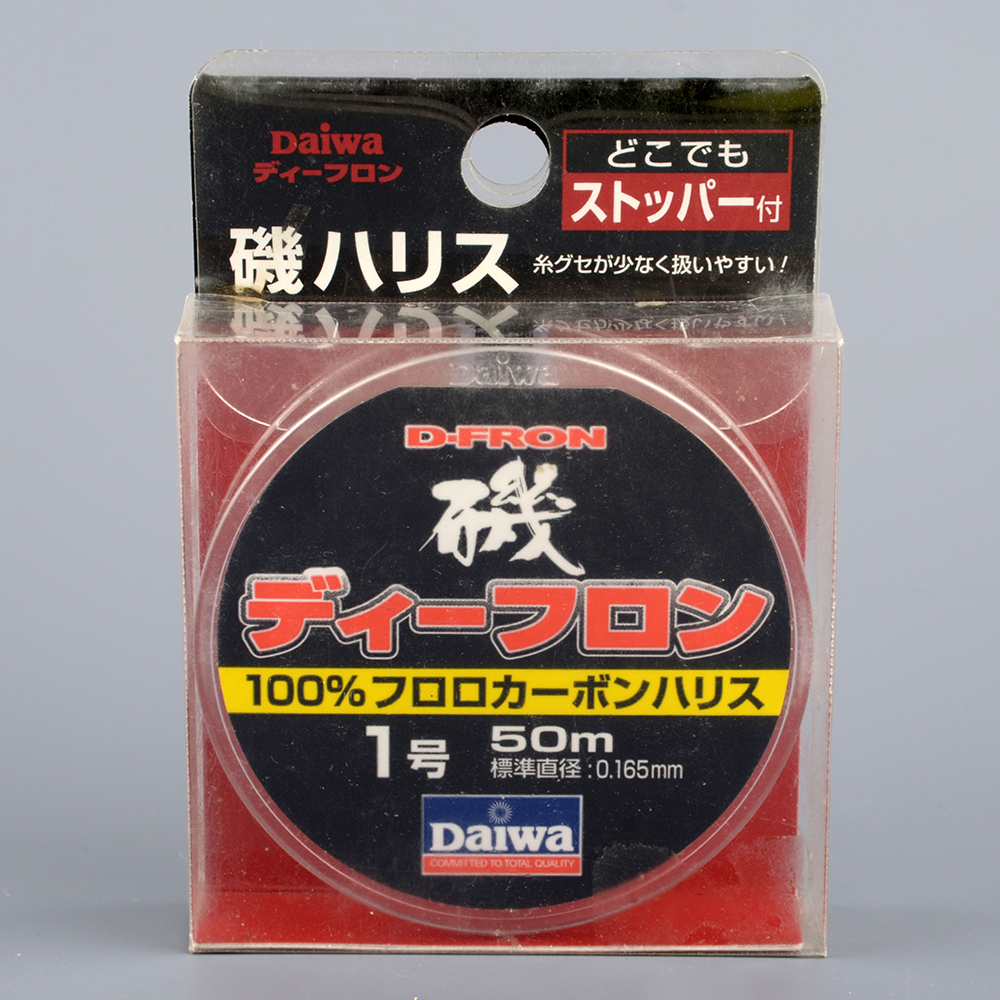 Daiwa
ディーフロン
どこでも
ストッパー付
磯ハリス
糸グセが少なく扱いやすい!
Daiwa
D-FRON
磯
ディーフロン
100%フロロカーボンハリス
1号
50m
標準直径:0.165mm
Daiwa
COMMITTED TO TOTAL QUALITY